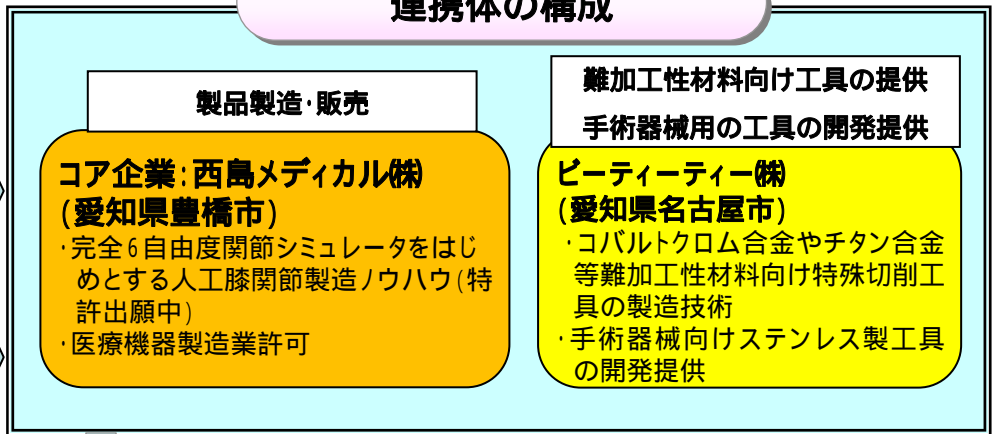 連携体の構成
製品製造・販売
コア企業:西島メディカル㈱
(愛知県豊橋市)
・完全6自由度関節シミュレータをはじ
めとする人工膝関節製造ノウハウ(特
許出願中)
・医療機器製造業許可
難加工性材料向け工具の提供
手術器械用の工具の開発提供
ビーティーティー㈱
(愛知県名古屋市)
・コバルトクロム合金やチタン合金
等難加工性材料向け特殊切削工
具の製造技術
・手術器械向けステンレス製工具
の開発提供